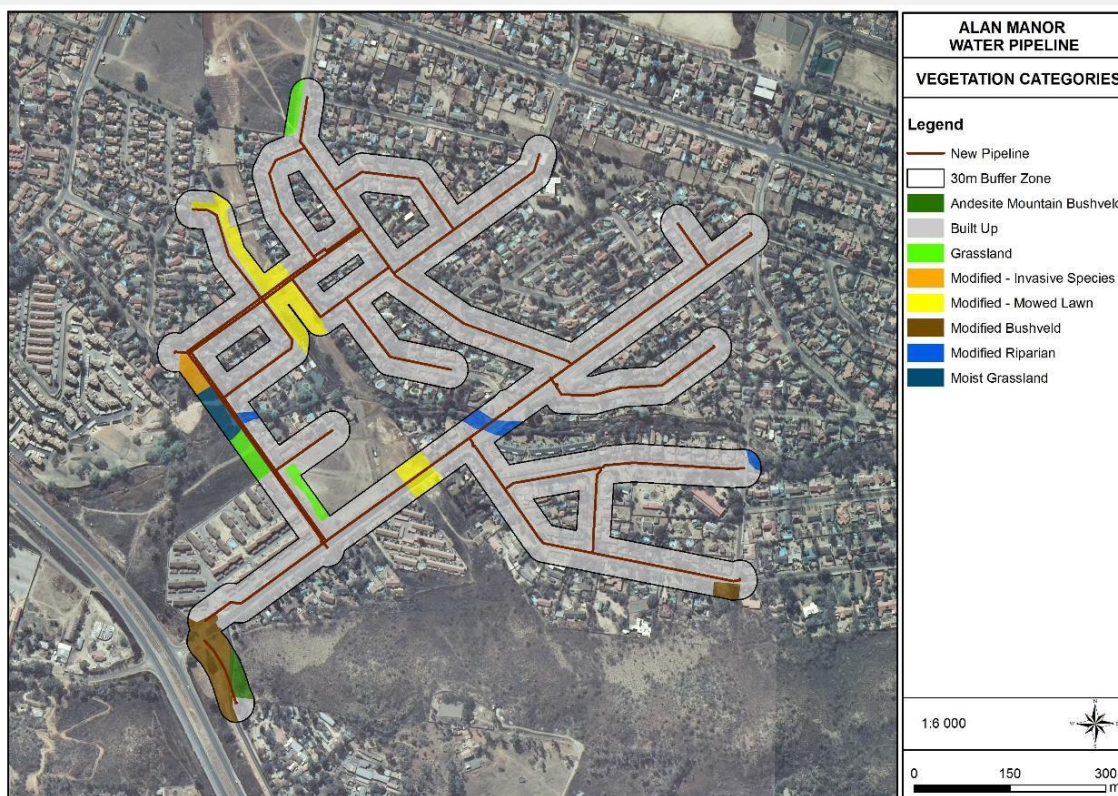 ALAN MANOR
WATER PIPELINE
VEGETATION CATEGORIES
Legend
New Pipeline
30m Buffer Zone
Andesite Mountain Bushveld
Built Up
Grassland
Modified - Invasive Species
Modified - Mowed Lawn
Modified Bushveld
Modified Riparian
Moist Grassland
1:6 000
N
0 150 300
m